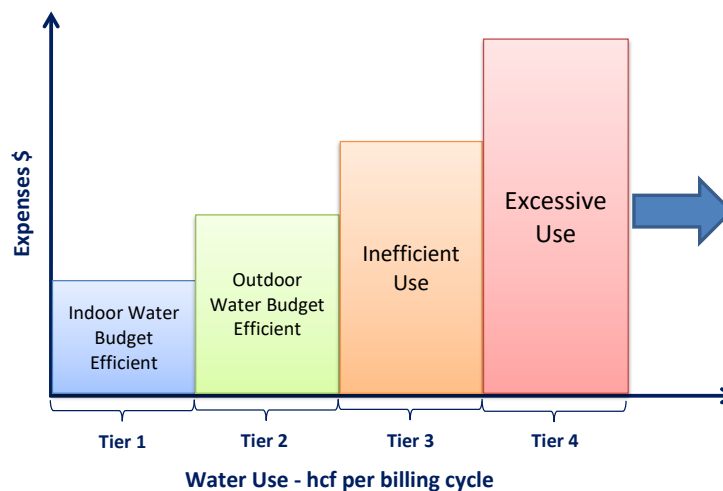 Expenses $
Indoor Water
Budget
Efficient
Outdoor
Water Budget
Efficient
Inefficient
Use
Excessive
Use
Tier 1
Tier 2
Tier 3
Tier 4
Water Use - hcf per billing cycle